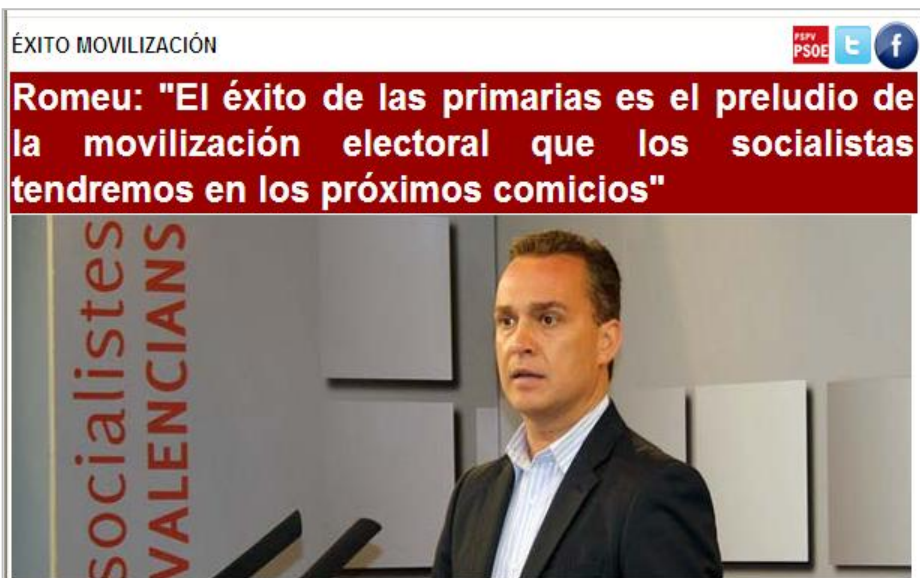 ÉXITO MOVILIZACIÓN
PSPV
PSOE
t
f
Romeu: "El éxito de las primarias es el preludio de
la movilización electoral que los socialistas
tendremos en los próximos comicios"
socialistes
VALENCIANS